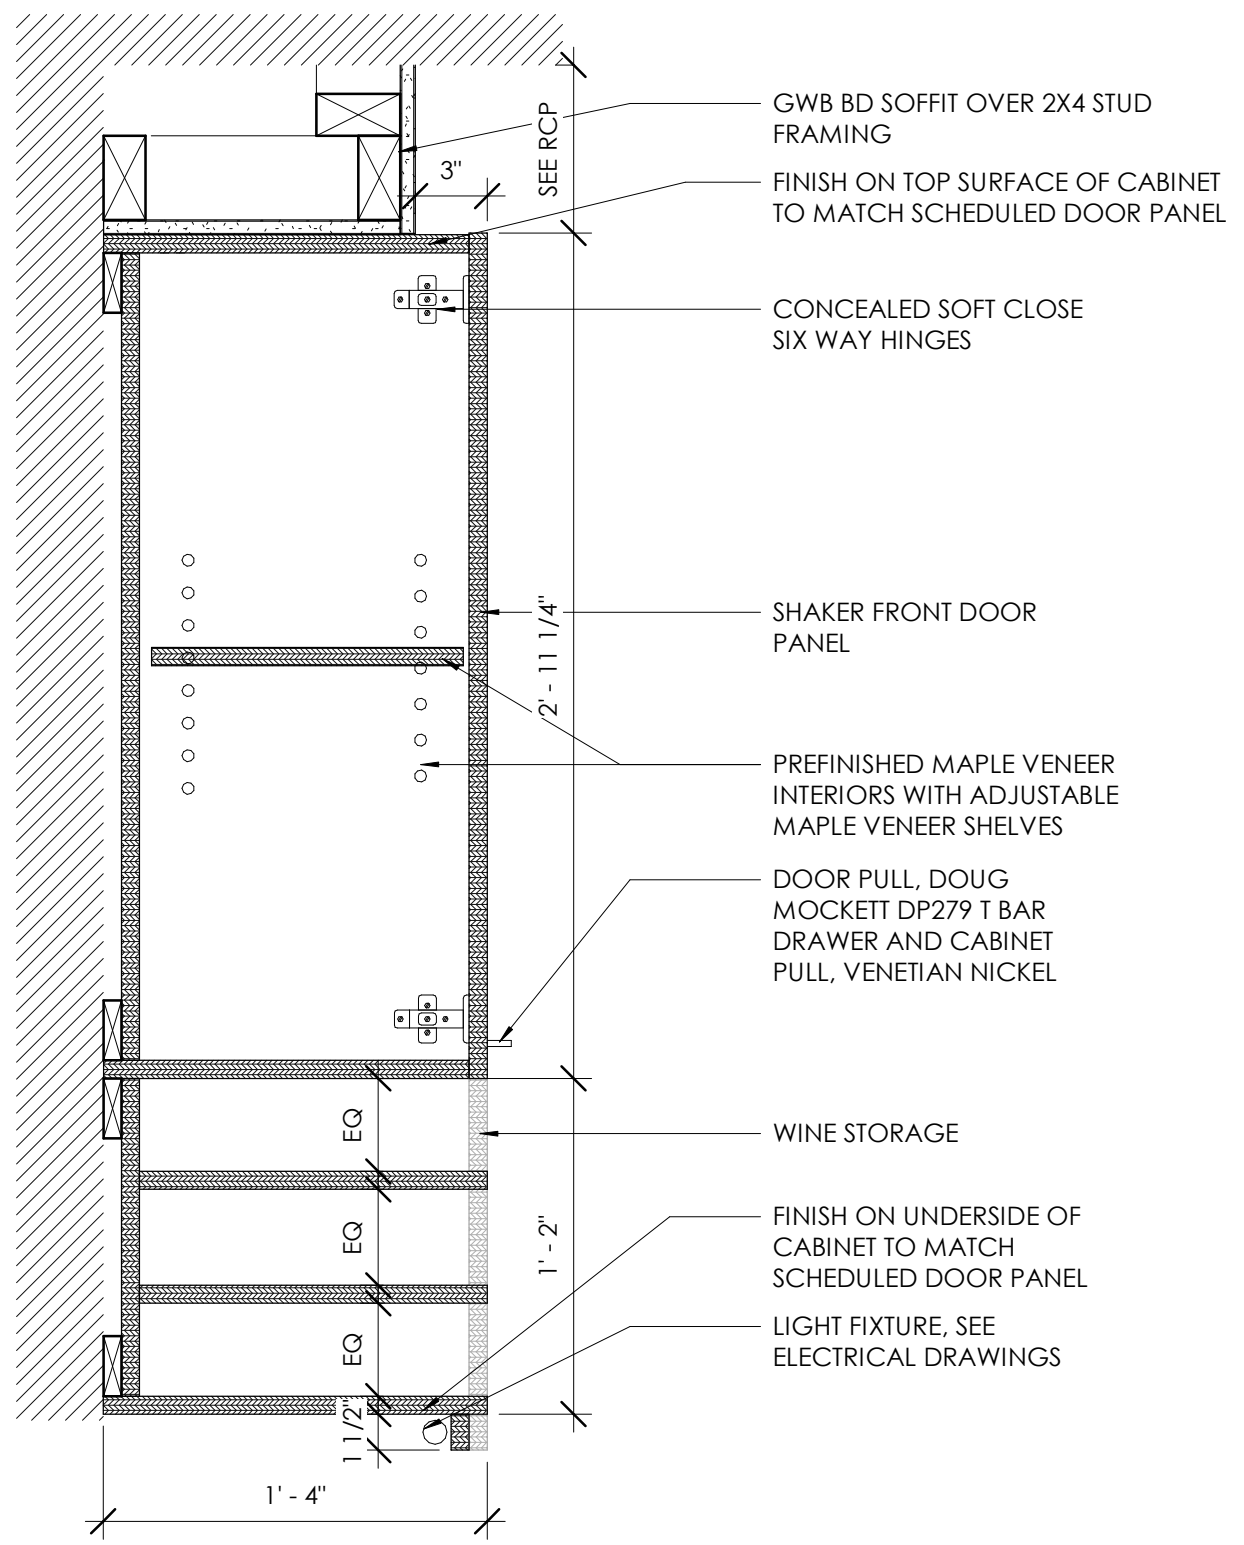 GWB BD SOFFIT OVER 2X4 STUD
FRAMING
SEE RCP
3"
FINISH ON TOP SURFACE OF CABINET
TO MATCH SCHEDULED DOOR PANEL
CONCEALED SOFT CLOSE
SIX WAY HINGES
SHAKER FRONT DOOR
PANEL
2' - 11 1/4"
PREFINISHED MAPLE VENEER
INTERIORS WITH ADJUSTABLE
MAPLE VENEER SHELVES
DOOR PULL, DOUG
MOCKETT DP279 T BAR
DRAWER AND CABINET
PULL, VENETIAN NICKEL
EQ
WINE STORAGE
EQ
1' - 2"
FINISH ON UNDERSIDE OF
CABINET TO MATCH
SCHEDULED DOOR PANEL
EQ
LIGHT FIXTURE, SEE
ELECTRICAL DRAWINGS
1 1/2"
1' - 4"